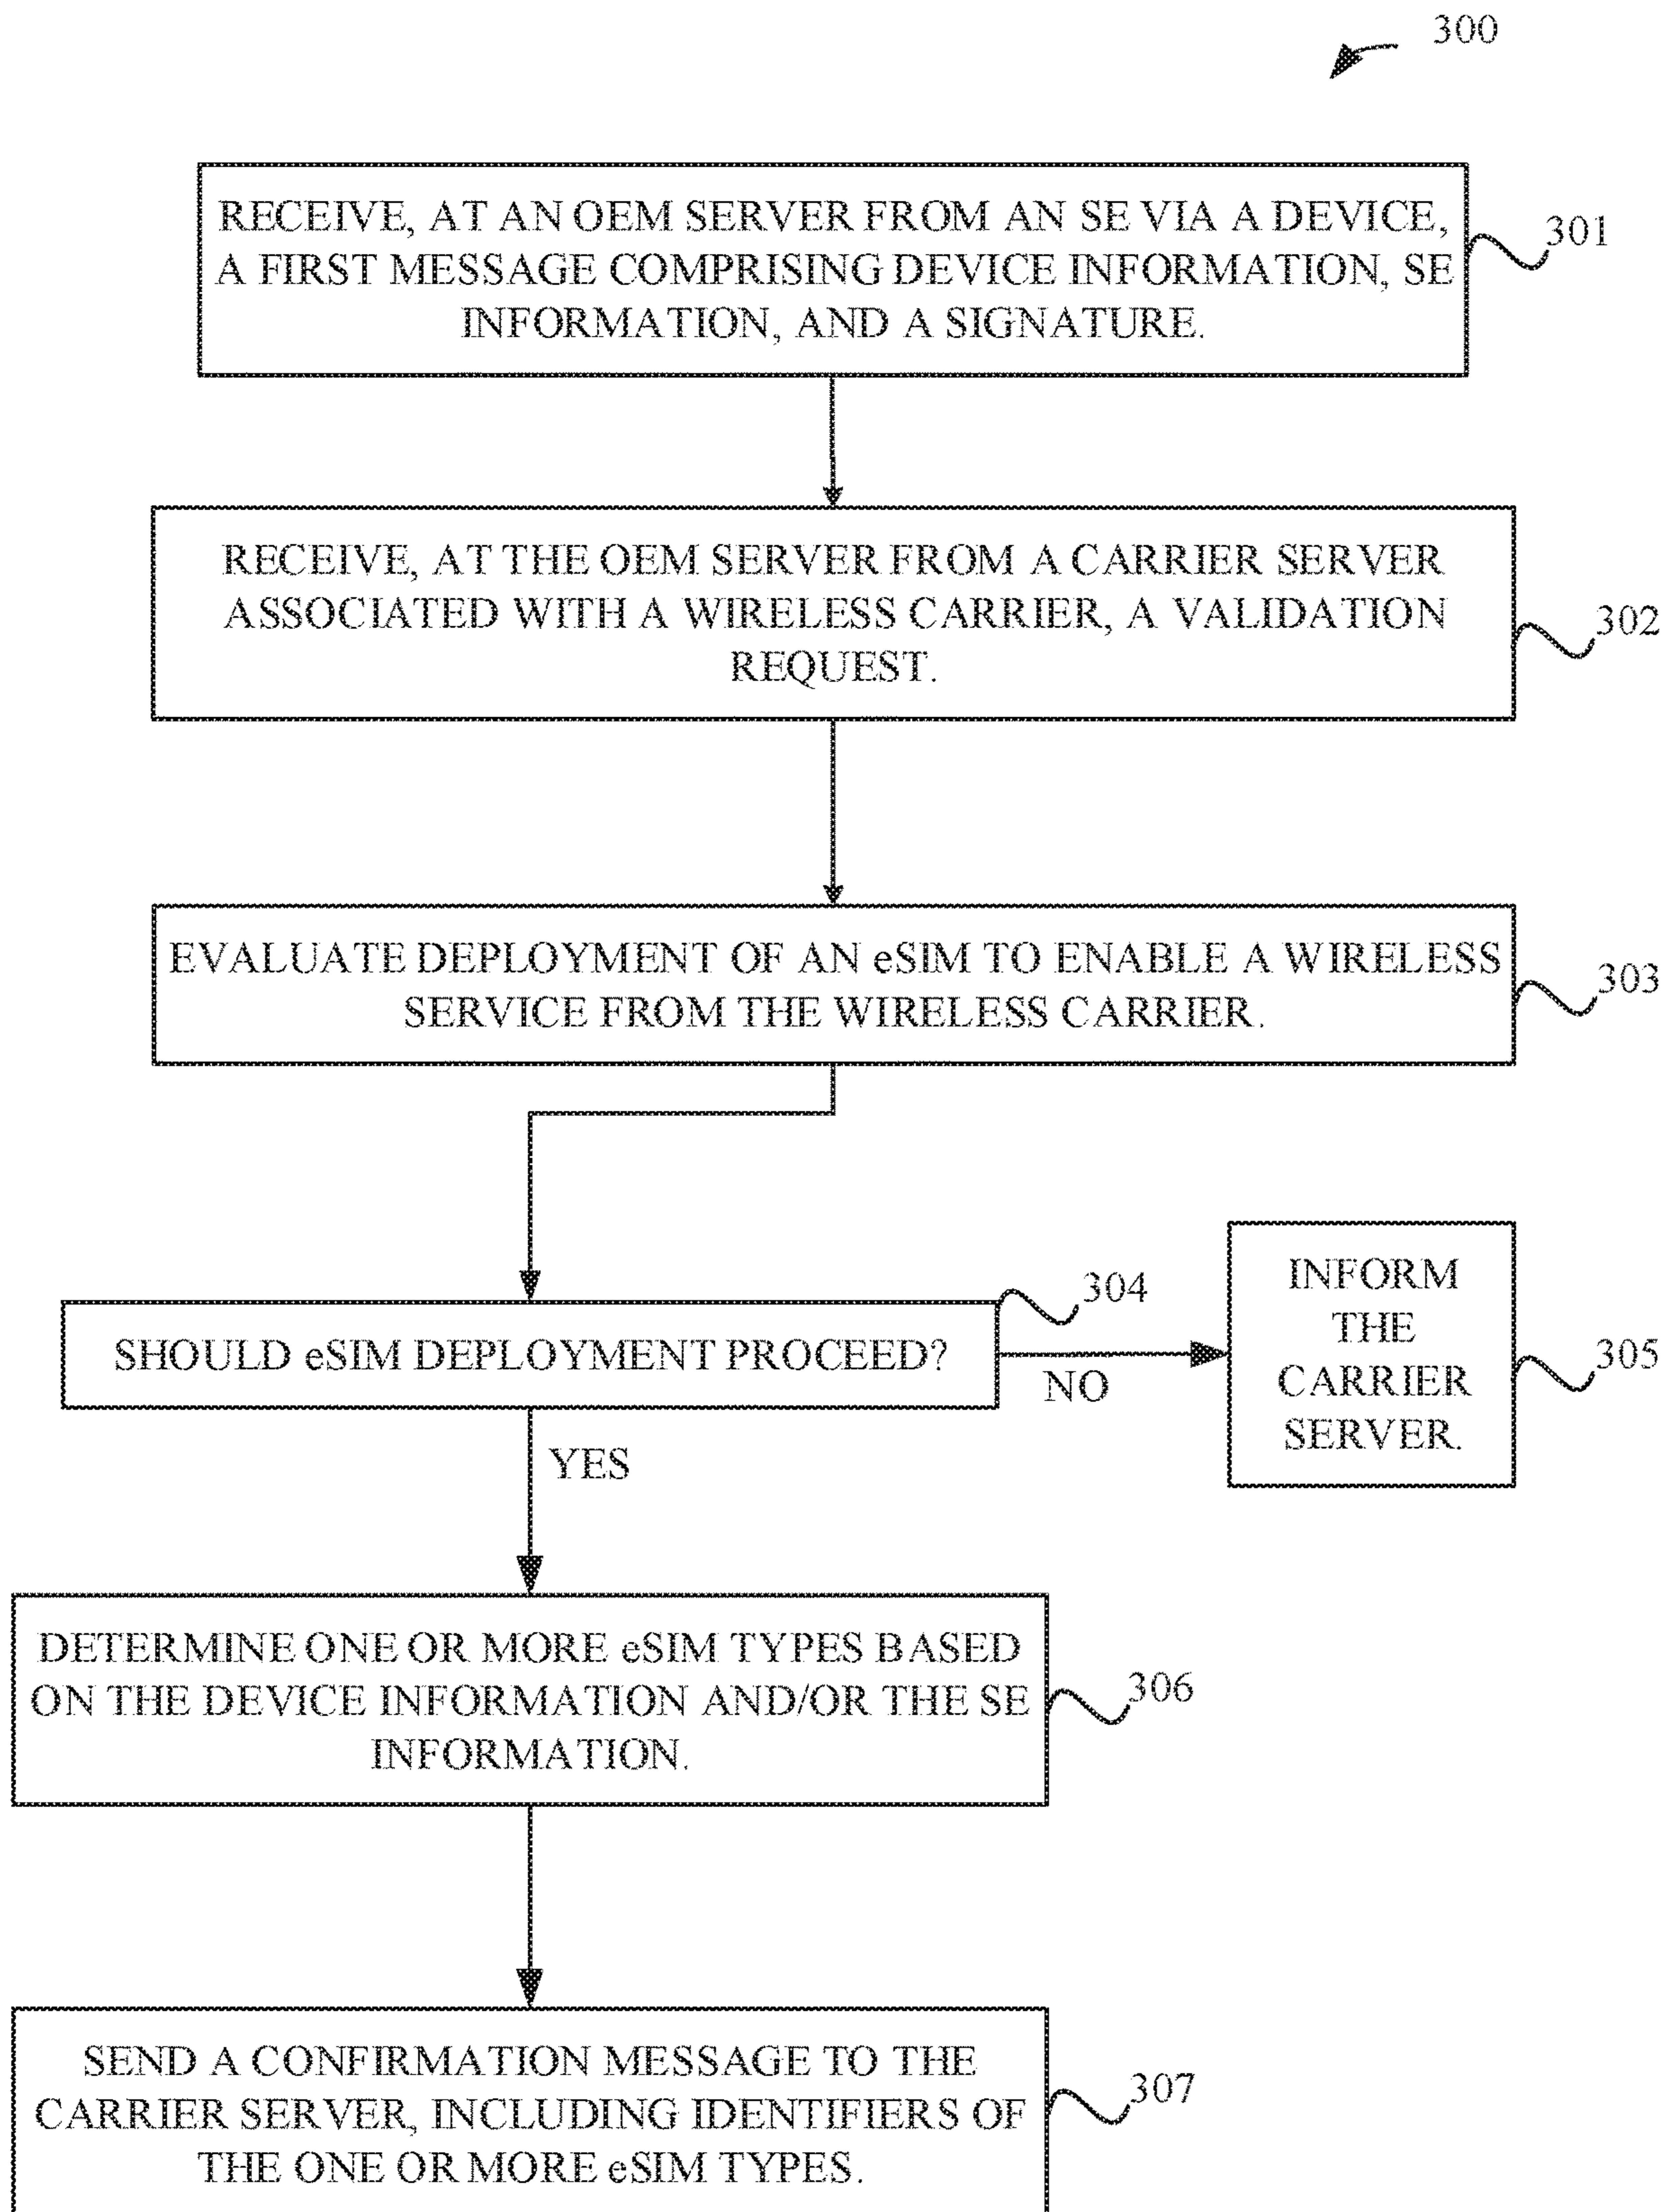 300
RECEIVE, AT AN OEM SERVER FROM AN SE VIA A DEVICE,
A FIRST MESSAGE COMPRISING DEVICE INFORMATION, SE
INFORMATION, AND A SIGNATURE.
301
RECEIVE, AT THE OEM SERVER FROM A CARRIER SERVER
ASSOCIATED WITH A WIRELESS CARRIER, A VALIDATION
REQUEST.
302
EVALUATE DEPLOYMENT OF AN eSIM TO ENABLE A WIRELESS
SERVICE FROM THE WIRELESS CARRIER.
303
SHOULD eSIM DEPLOYMENT PROCEED?
304
NO
INFORM
THE
CARRIER
SERVER.
305
YES
DETERMINE ONE OR MORE eSIM TYPES BASED
ON THE DEVICE INFORMATION AND/OR THE SE
INFORMATION.
306
SEND A CONFIRMATION MESSAGE TO THE
CARRIER SERVER, INCLUDING IDENTIFIERS OF
THE ONE OR MORE eSIM TYPES.
307